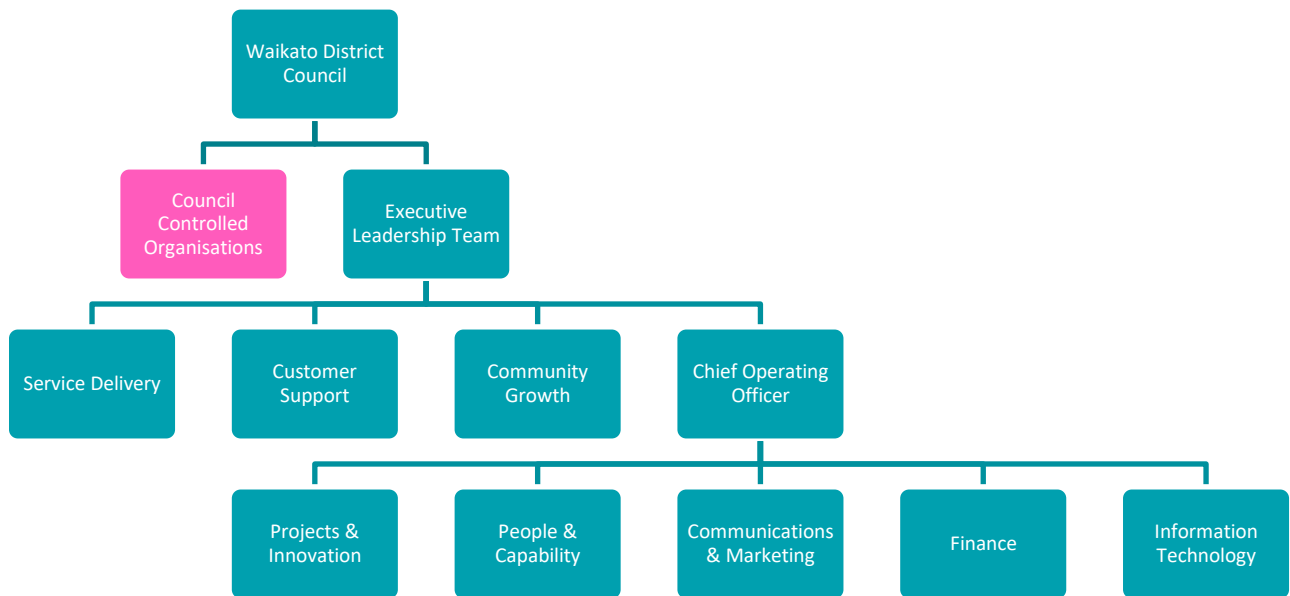 Waikato District
Council
Council
Controlled
Organisations
Executive
Leadership Team
Service Delivery
Customer
Support
Community
Growth
Chief Operating
Officer
Projects &
Innovation
People &
Capability
Communications
& Marketing
Finance
Information
Technology